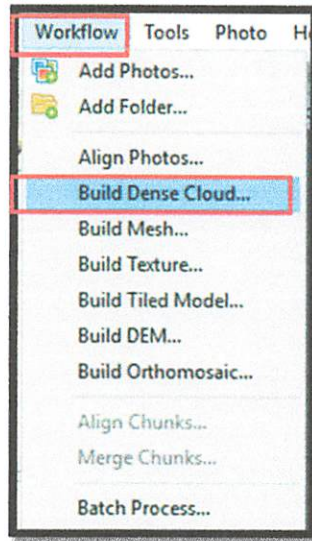 Workflow Tools Photo
Add Photos...
Add Folder...
Align Photos...
Build Dense Cloud...
Build Mesh...
Build Texture...
Build Tiled Model...
Build DEM...
Build Orthomosaic...
Align Chunks...
Merge Chunks...
Batch Process...